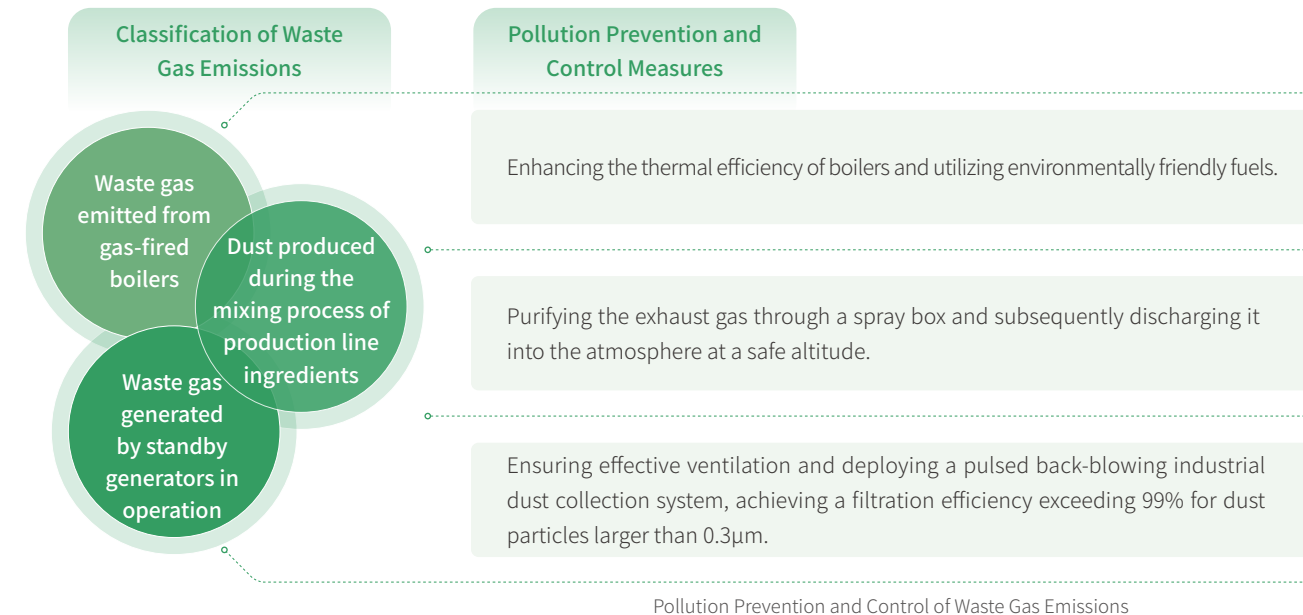 Classification of Waste
Gas Emissions
Pollution Prevention and
Control Measures
Waste gas
emitted from
gas-fired
boilers
Dust produced
during the
mixing process of
production line
ingredients
Waste gas
generated
by standby
generators in
operation
Enhancing the thermal efficiency of boilers and utilizing environmentally friendly fuels.
Purifying the exhaust gas through a spray box and subsequently discharging it
into the atmosphere at a safe altitude.
Ensuring effective ventilation and deploying a pulsed back-blowing industrial
dust collection system, achieving a filtration efficiency exceeding 99% for dust
particles larger than 0.3μm.
Pollution Prevention and Control of Waste Gas Emissions